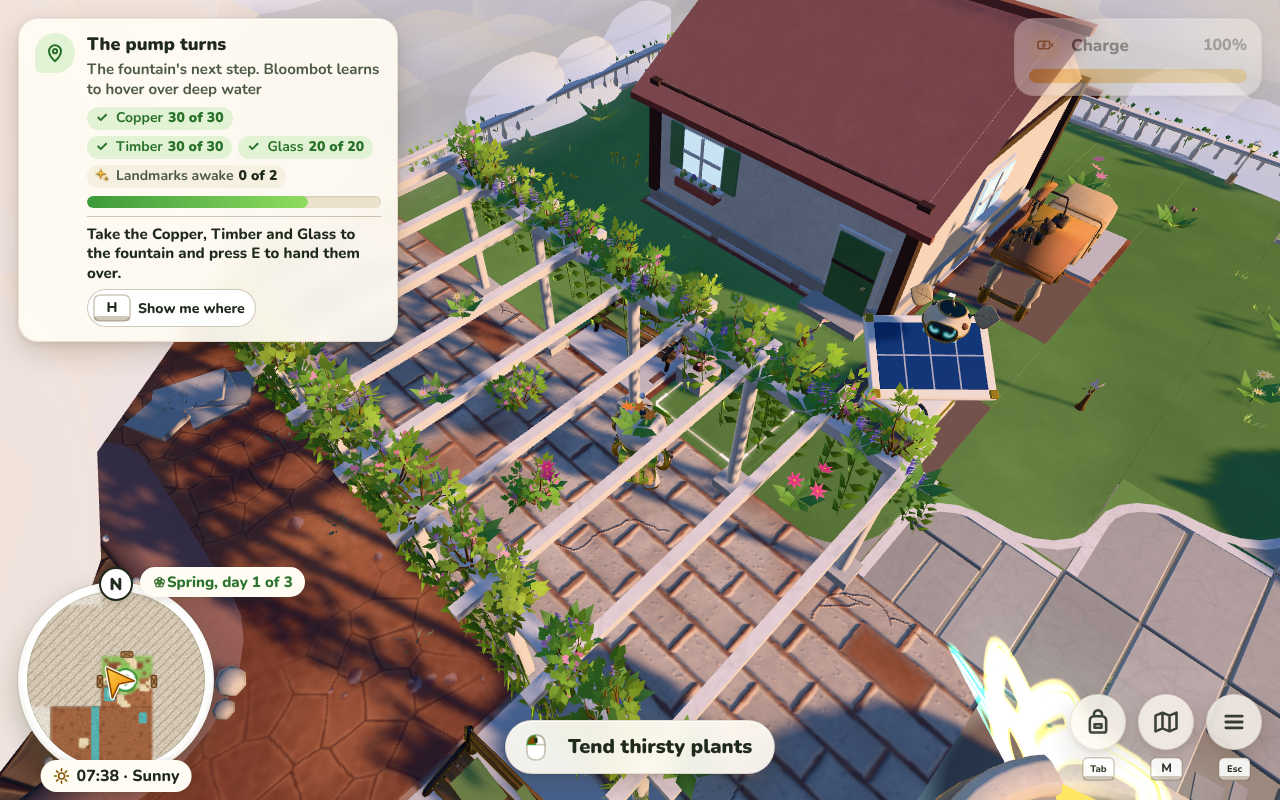 The pump turns
The fountain's next step. Bloombot learns
to hover over deep water
Copper 30 of 30
Timber 30 of 30
Glass 20 of 20
Landmarks awake 0 of 2
Take the Copper, Timber and Glass to
the fountain and press E to hand them
over.
H
Show me where
Charge
100%
N
Spring, day 1 of 3
07:38 · Sunny
Tend thirsty plants
Tab
M
Esc